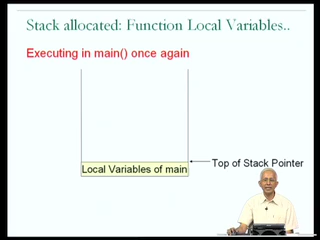 Stack allocated: Function Local Variables..
Executing in main() once again
Local Variables of main
Top of Stack Pointer